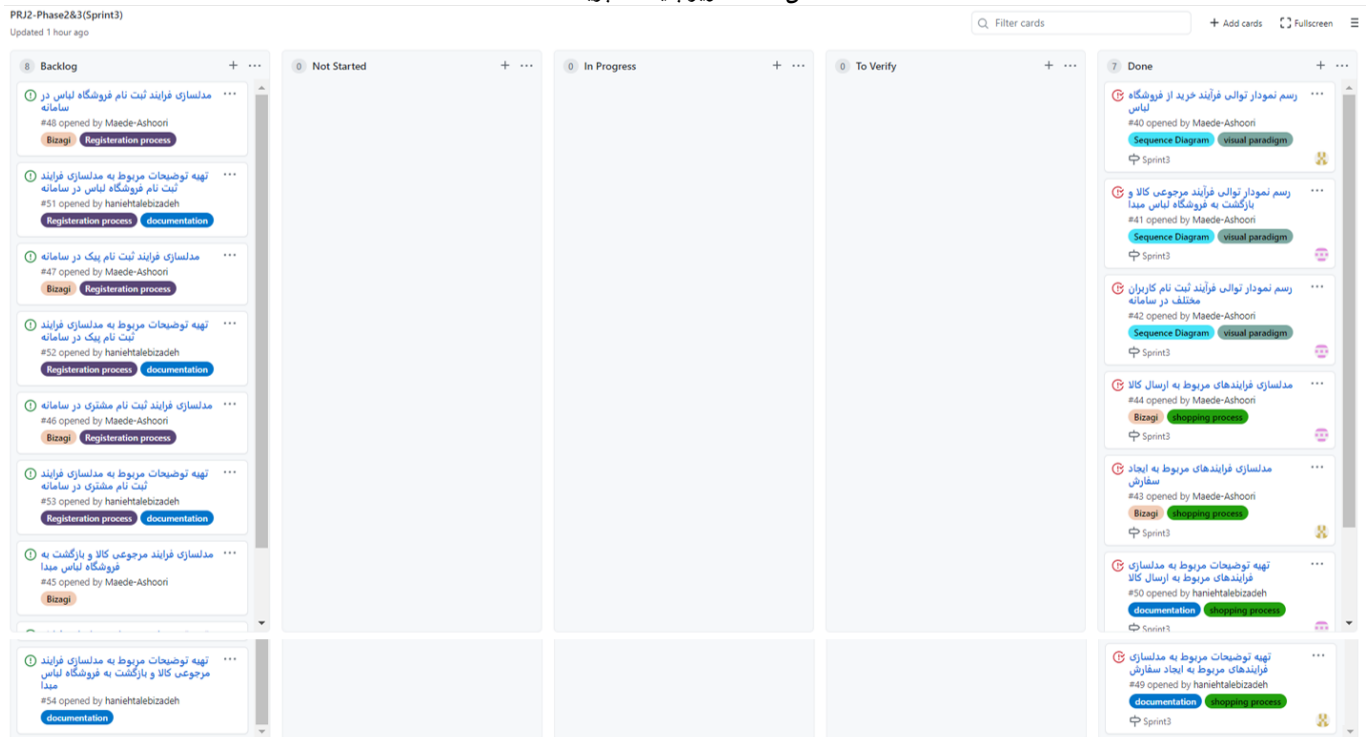 PRJ2-Phase2&3(Sprint3)
Updated 1 hour ago
Filter cards
+ Add cards
Fullscreen
8 Backlog
مدلسازی فرایند ثبت نام فروشگاه لباس در
سامانه
#48 opened by Maede-Ashoori
Bizagi Registeration process
تهیه توضیحات مربوط به مدلسازی فرایند
ثبت نام فروشگاه لباس در سامانه
#51 opened by haniehtalebizadeh
Registeration process documentation
مدلسازی فرایند ثبت نام پیک در سامانه
#47 opened by Maede-Ashoori
Bizagi Registeration process
تهیه توضیحات مربوط به مدلسازی فرایند
ثبت نام پیک در سامانه
#52 opened by haniehtalebizadeh
Registeration process documentation
مدلسازی فرایند ثبت نام مشتری در سامانه
#46 opened by Maede-Ashoori
Bizagi Registeration process
تهیه توضیحات مربوط به مدلسازی فرایند
ثبت نام مشتری در سامانه
#53 opened by haniehtalebizadeh
Registeration process documentation
مدلسازی فرایند مرجوعی کالا و بازگشت به
فروشگاه لباس مبدا
#45 opened by Maede-Ashoori
Bizagi
تهیه توضیحات مربوط به مدلسازی فرایند
مرجوعی کالا و بازگشت به فروشگاه لباس
مبدا
#54 opened by haniehtalebizadeh
documentation
0 Not Started
0 In Progress
0 To Verify
7 Done
رسم نمودار توالی فرآیند خرید از فروشگاه
لباس
#40 opened by Maede-Ashoori
Sequence Diagram visual paradigm
Sprint3
رسم نمودار توالی فرآیند مرجوعی کالا و
بازگشت به فروشگاه لباس مبدا
#41 opened by Maede-Ashoori
Sequence Diagram visual paradigm
Sprint3
رسم نمودار توالی فرآیند ثبت نام کاربران
مختلف در سامانه
#42 opened by Maede-Ashoori
Sequence Diagram visual paradigm
Sprint3
مدلسازی فرایندهای مربوط به ارسال کالا
#44 opened by Maede-Ashoori
Bizagi shopping process
Sprint3
مدلسازی فرایندهای مربوط به ایجاد
سفارش
#43 opened by Maede-Ashoori
Bizagi shopping process
Sprint3
تهیه توضیحات مربوط به مدلسازی
فرایندهای مربوط به ارسال کالا
#50 opened by haniehtalebizadeh
documentation shopping process
Sprint3
تهیه توضیحات مربوط به مدلسازی
فرایندهای مربوط به ایجاد سفارش
#49 opened by haniehtalebizadeh
documentation shopping process
Sprint3